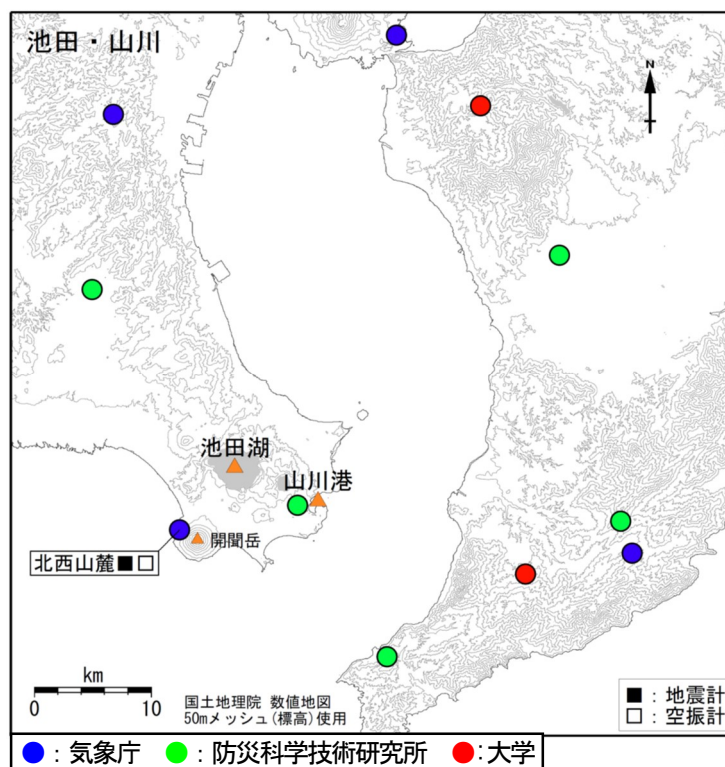 池田・山川
N
池田湖
山川港
開聞岳
北西山麓■□
km
0 10
国土地理院 数値地図
50mメッシュ(標高)使用
■:地震計
□:空振計
●:気象庁 ●:防災科学技術研究所 ●:大学